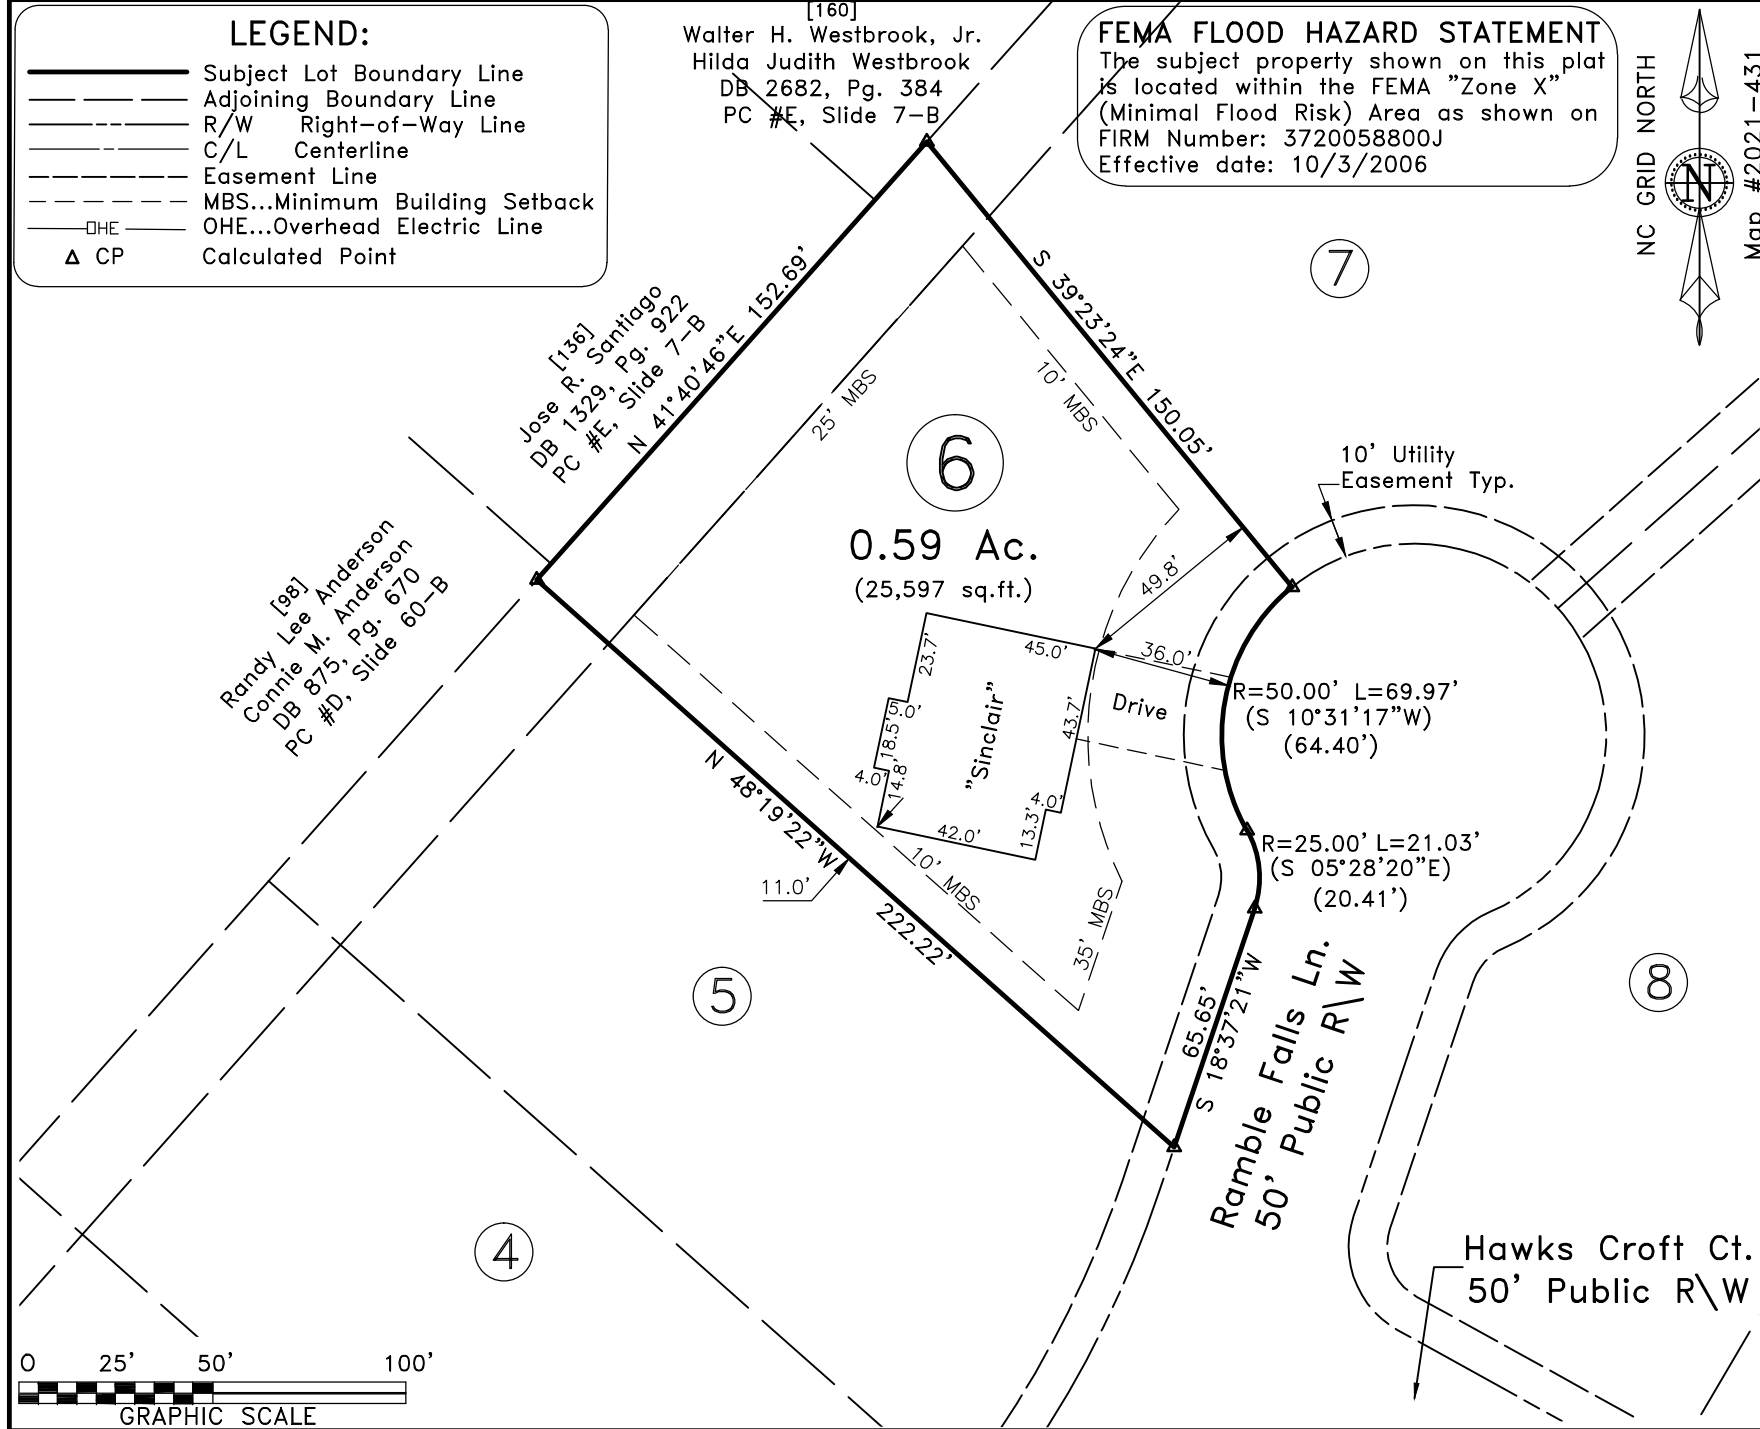 LEGEND:
Subject Lot Boundary Line
Adjoining Boundary Line
R/W Right-of-Way Line
C/L Centerline
Easement Line
MBS...Minimum Building Setback
OHE OHE...Overhead Electric Line
CP Calculated Point
[160]
Walter H. Westbrook, Jr.
Hilda Judith Westbrook
DB 2682, Pg. 384
PC #E, Slide 7-B
FEMA FLOOD HAZARD STATEMENT
The subject property shown on this plat
is located within the FEMA "Zone X"
(Minimal Flood Risk) Area as shown on
FIRM Number: 3720058800J
Effective date: 10/3/2006
NC GRID NORTH
N
Map #2021-431
[136]
Jose R. Santiago
DB 1329, Pg. 922
PC #E, Slide 7-B
N 41°40'46"E 152.69'
S 39°23'24"E 150.05'
7
25' MBS
10' MBS
6
0.59 Ac.
(25,597 sq.ft.)
10' Utility
Easement Typ.
[98]
Randy Lee Anderson
Connie M. Anderson
DB 875, Pg. 670
PC #D, Slide 60-B
49.8'
36.0'
45.0'
23.7'
5.0'
18.5'
4.0'
14.8'
42.0'
13.3'
4.0'
43.7'
"Sinclair"
Drive
R=50.00' L=69.97'
(S 10°31'17"W)
(64.40')
R=25.00' L=21.03'
(S 05°28'20"E)
(20.41')
N 48°19'22"W
222.22'
11.0'
10' MBS
35' MBS
65.65'
S 18°37'21"W
Ramble Falls Ln.
50' Public R\W
5
8
4
Hawks Croft Ct.
50' Public R\W
0 25' 50' 100'
GRAPHIC SCALE